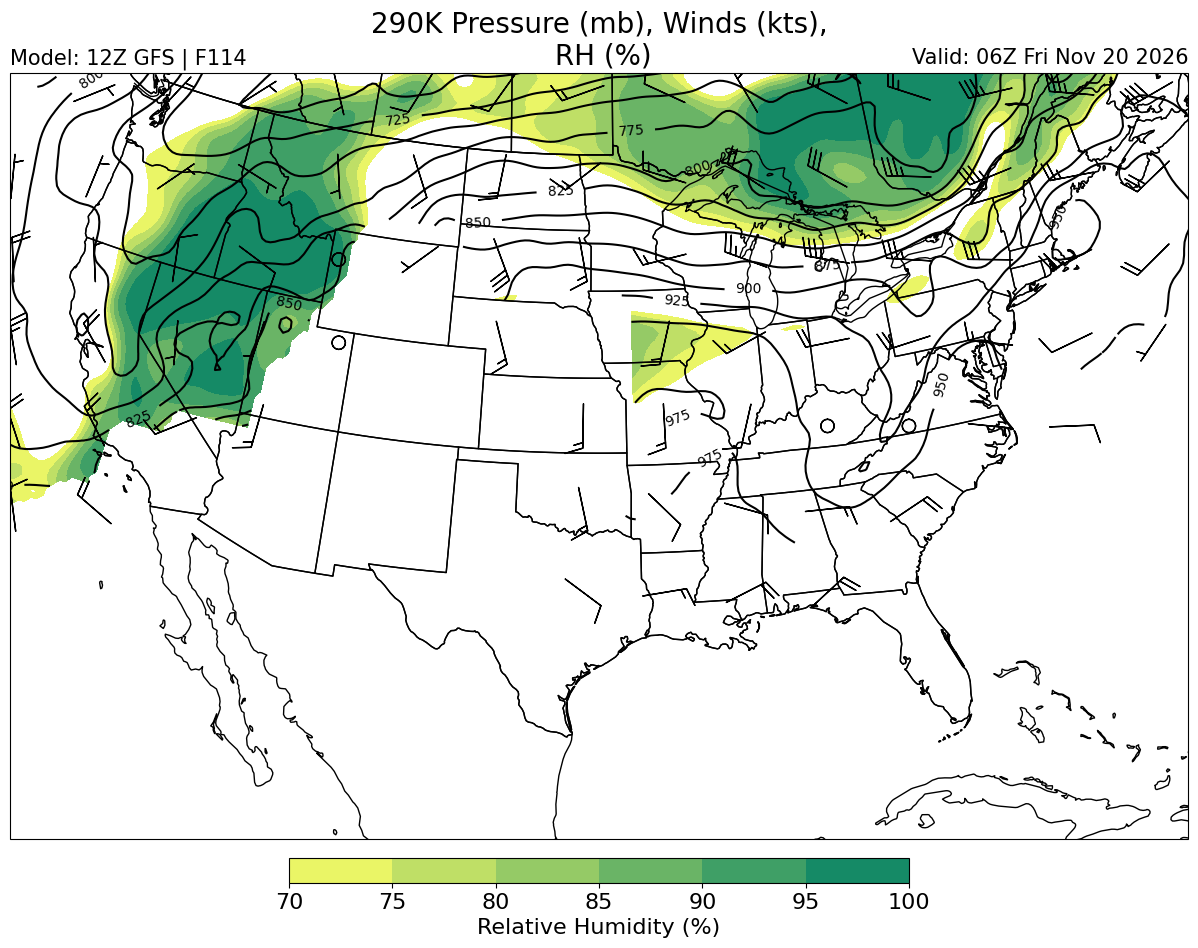 290K Pressure (mb), Winds (kts),
RH (%)
Model: 12Z GFS | F114
Valid: 06Z Fri Nov 20 2026
800
725
775
800
825
850
950
875
900
925
850
825
950
975
975
70 75 80 85 90 95 100
Relative Humidity (%)